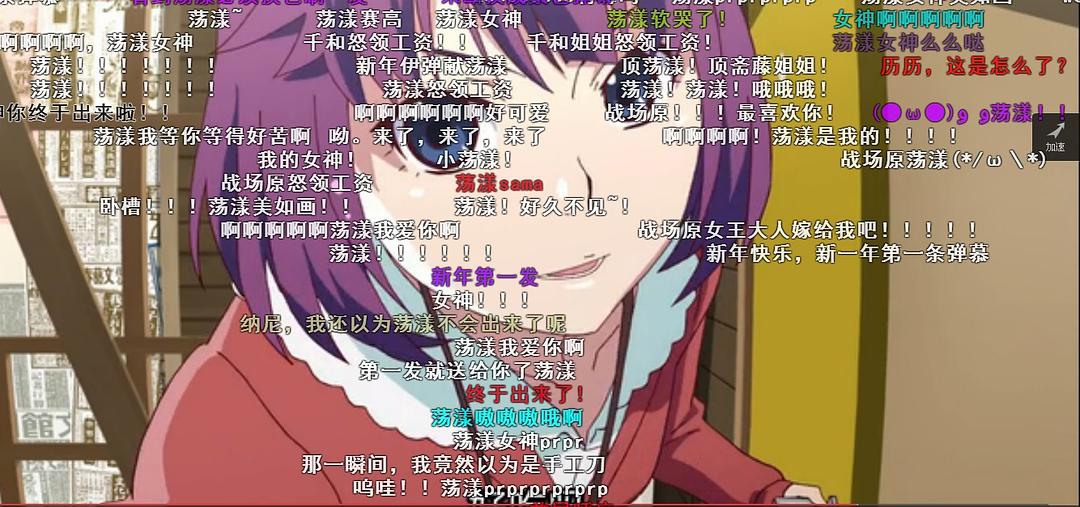 荡漾~ 荡漾赛高 荡漾女神 荡漾软哭了! 女神啊啊啊啊啊
啊啊啊啊,荡漾女神 千和怒领工资!! 千和姐姐怒领工资! 荡漾女神么么哒
荡漾!!!!!!! 新年伊弹献荡漾 顶荡漾!顶斋藤姐姐! 历历,这是怎么了?
荡漾!!!!!!! 荡漾怒领工资 荡漾!荡漾!哦哦哦!
你终于出来啦!! 啊啊啊啊啊啊好可爱 战场原!!!最喜欢你! (●ω●)و و荡漾!!
荡漾我等你等得好苦啊 呦。来了,来了,来了 啊啊啊啊!荡漾是我的!!!!
加速
我的女神! 小荡漾! 战场原荡漾(*/ω\*)
战场原怒领工资 荡漾sama
卧槽!!!荡漾美如画!! 荡漾!好久不见~!
啊啊啊啊啊荡漾我爱你啊 战场原女王大人嫁给我吧!!!!!
荡漾!!!!!! 新年快乐,新一年第一条弹幕
新年第一发
女神!!!
纳尼,我还以为荡漾不会出来了呢
荡漾我爱你啊
第一发就送给你了荡漾
终于出来了!
荡漾嗷嗷嗷哦啊
荡漾女神prpr
那一瞬间,我竟然以为是手工刀
呜哇!!荡漾prprprprprp